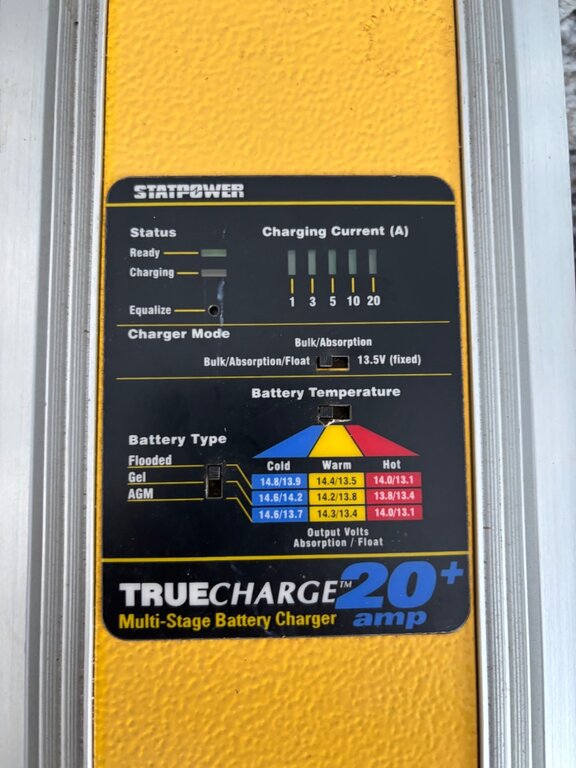 STATPOWER
Status
Charging Current (A)
Ready
Charging
1 3 5 10 20
Equalize
Charger Mode
Bulk/Absorption
Bulk/Absorption/Float
13.5V (fixed)
Battery Temperature
Battery Type
Flooded
Gel
AGM
Cold Warm Hot
14.8/13.9 14.4/13.5 14.0/13.1
14.6/14.2 14.2/13.8 13.8/13.4
14.6/13.7 14.3/13.4 14.0/13.1
Output Volts
Absorption / Float
TRUECHARGE™ 20+
Multi-Stage Battery Charger amp